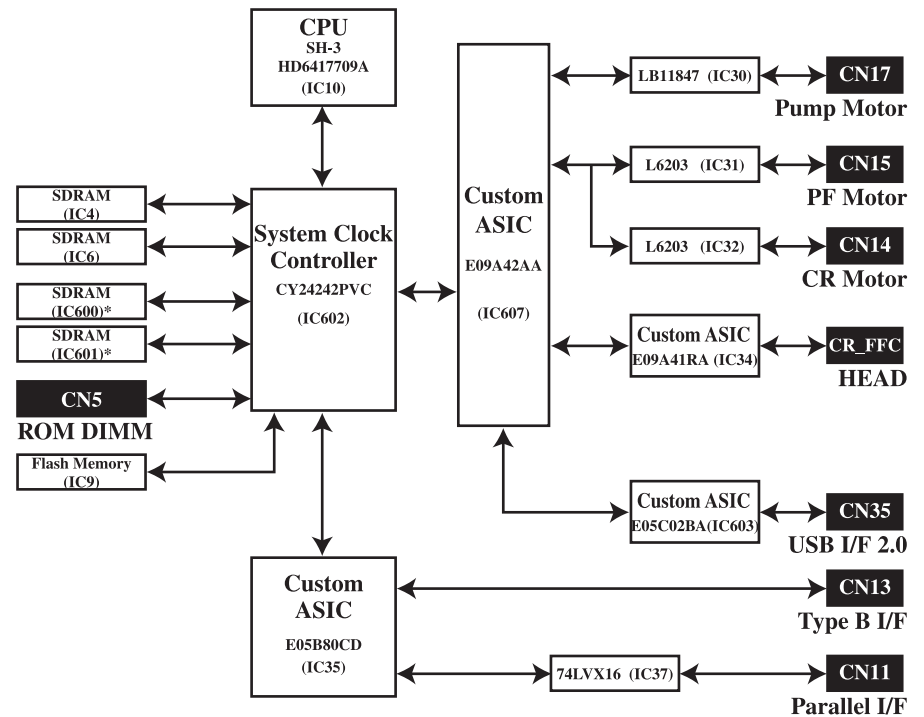 CPU
SH-3
HD6417709A
(IC10)
SDRAM
(IC4)
SDRAM
(IC6)
SDRAM
(IC600)*
SDRAM
(IC601)*
CN5
ROM DIMM
Flash Memory
(IC9)
System Clock
Controller
CY24242PVC
(IC602)
Custom
ASIC
E09A42AA
(IC607)
LB11847 (IC30)
CN17
Pump Motor
L6203 (IC31)
CN15
PF Motor
L6203 (IC32)
CN14
CR Motor
Custom ASIC
E09A41RA (IC34)
CR_FFC
HEAD
Custom ASIC
E05C02BA(IC603)
CN35
USB I/F 2.0
Custom
ASIC
E05B80CD
(IC35)
CN13
Type B I/F
74LVX16 (IC37)
CN11
Parallel I/F